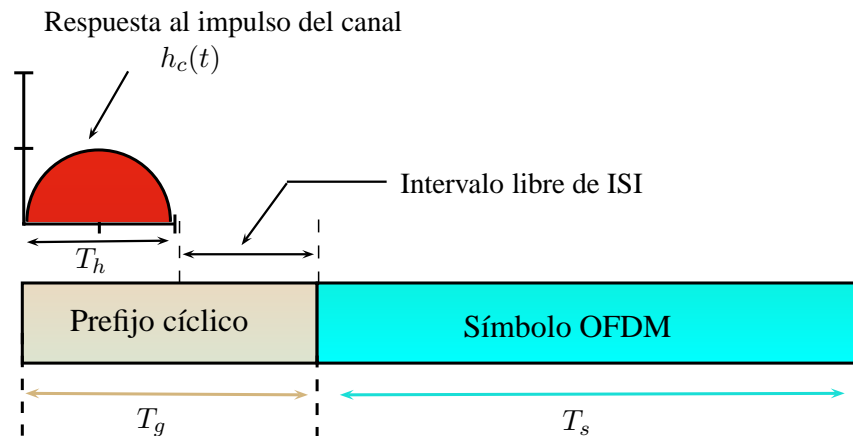 Respuesta al impulso del canal
h_c(t)
Intervalo libre de ISI
T_h
Prefijo cíclico
Símbolo OFDM
T_g
T_s